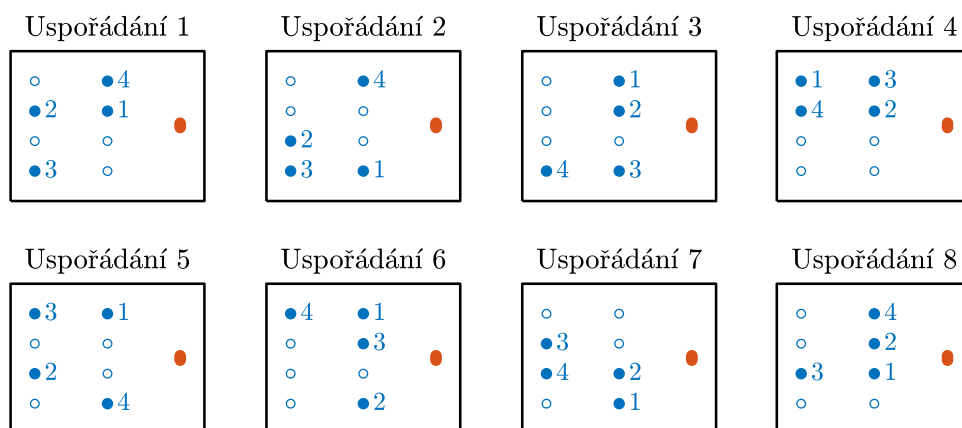 Uspořádání 1 Uspořádání 2 Uspořádání 3 Uspořádání 4
4 4 1 1 3
2 1 2 4 2
2
3 3 1 4 3
Uspořádání 5 Uspořádání 6 Uspořádání 7 Uspořádání 8
3 1 4 1 4
3 3 2
2 4 2 3 1
4 2 1